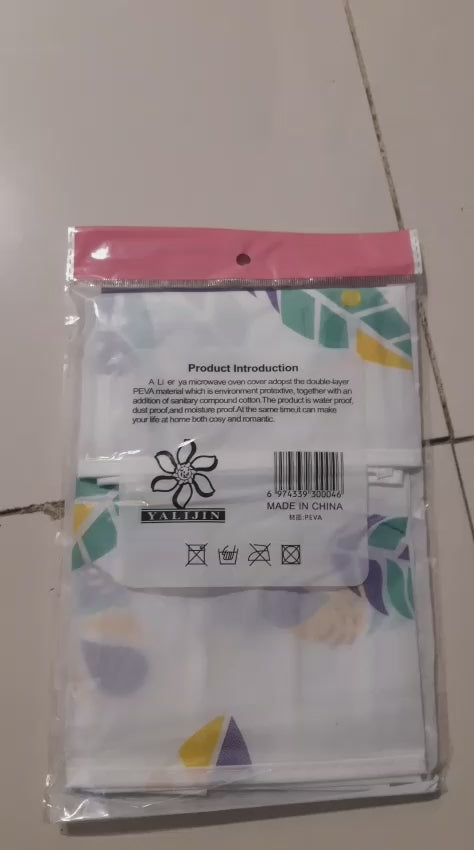 Product Introduction
A Li er ya microwave oven cover adopst the double-layer
PEVA material which is environment protextive, together with an
addition of sanitary compound cotton.The product is water proof,
dust proof,and moisture proof.At the same time,it can make
your life at home both cosy and romantic.
YALIJIN
6 974339 300046
MADE IN CHINA
材质:PEVA